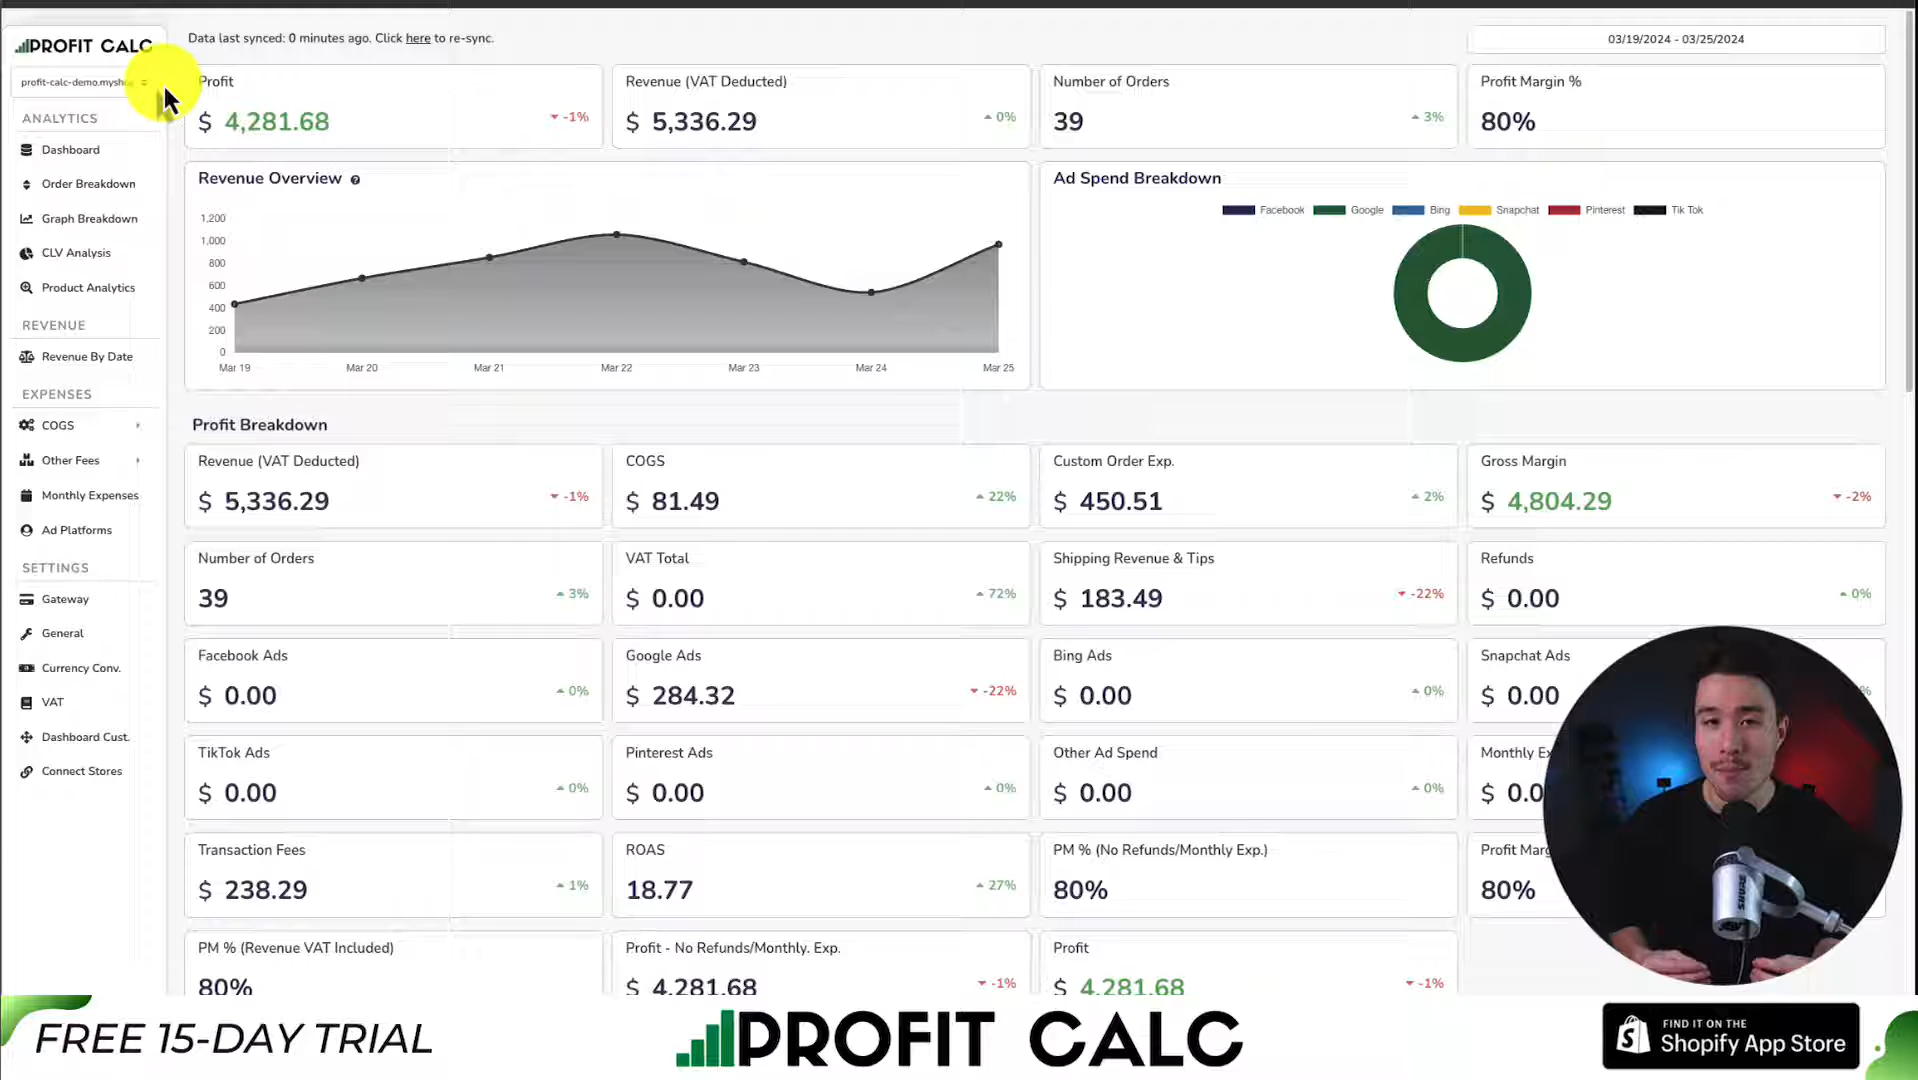 PROFIT CALC
Data last synced: 0 minutes ago. Click here to re-sync.
03/19/2024 - 03/25/2024
profit-calc-demo.mysh
ANALYTICS
Dashboard
Order Breakdown
Graph Breakdown
CLV Analysis
Product Analytics
REVENUE
Revenue By Date
EXPENSES
COGS
Other Fees
Monthly Expenses
Ad Platforms
SETTINGS
Gateway
General
Currency Conv.
VAT
Dashboard Cust.
Connect Stores
Profit
$ 4,281.68
-1%
Revenue (VAT Deducted)
$ 5,336.29
0%
Number of Orders
39
3%
Profit Margin %
80%
Revenue Overview
1,200
1,000
800
600
400
200
0
Mar 19 Mar 20 Mar 21 Mar 22 Mar 23 Mar 24 Mar 25
Ad Spend Breakdown
Facebook Google Bing Snapchat Pinterest Tik Tok
Profit Breakdown
Revenue (VAT Deducted)
$ 5,336.29
-1%
COGS
$ 81.49
22%
Custom Order Exp.
$ 450.51
2%
Gross Margin
$ 4,804.29
-2%
Number of Orders
39
3%
VAT Total
$ 0.00
72%
Shipping Revenue & Tips
$ 183.49
-22%
Refunds
$ 0.00
0%
Facebook Ads
$ 0.00
0%
Google Ads
$ 284.32
-22%
Bing Ads
$ 0.00
0%
Snapchat Ads
$ 0.00
%
TikTok Ads
$ 0.00
0%
Pinterest Ads
$ 0.00
0%
Other Ad Spend
$ 0.00
0%
Monthly Ex
$ 0.0
Transaction Fees
$ 238.29
1%
ROAS
18.77
27%
PM % (No Refunds/Monthly Exp.)
80%
Profit Marg
80%
PM % (Revenue VAT Included)
80%
Profit - No Refunds/Monthly. Exp.
$ 4,281.68
-1%
Profit
$ 4,281.68
-1%
SHURE
FREE 15-DAY TRIAL
PROFIT CALC
FIND IT ON THE
Shopify App Store